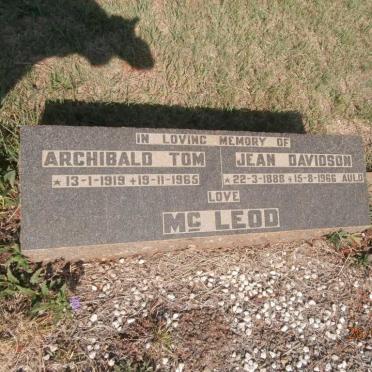 IN LOVING MEMORY OF
ARCHIBALD TOM JEAN DAVIDSON
* 13-1-1919 + 19-11-1965 * 22-3-1888 + 15-8-1966 AULD
LOVE
MC LEOD